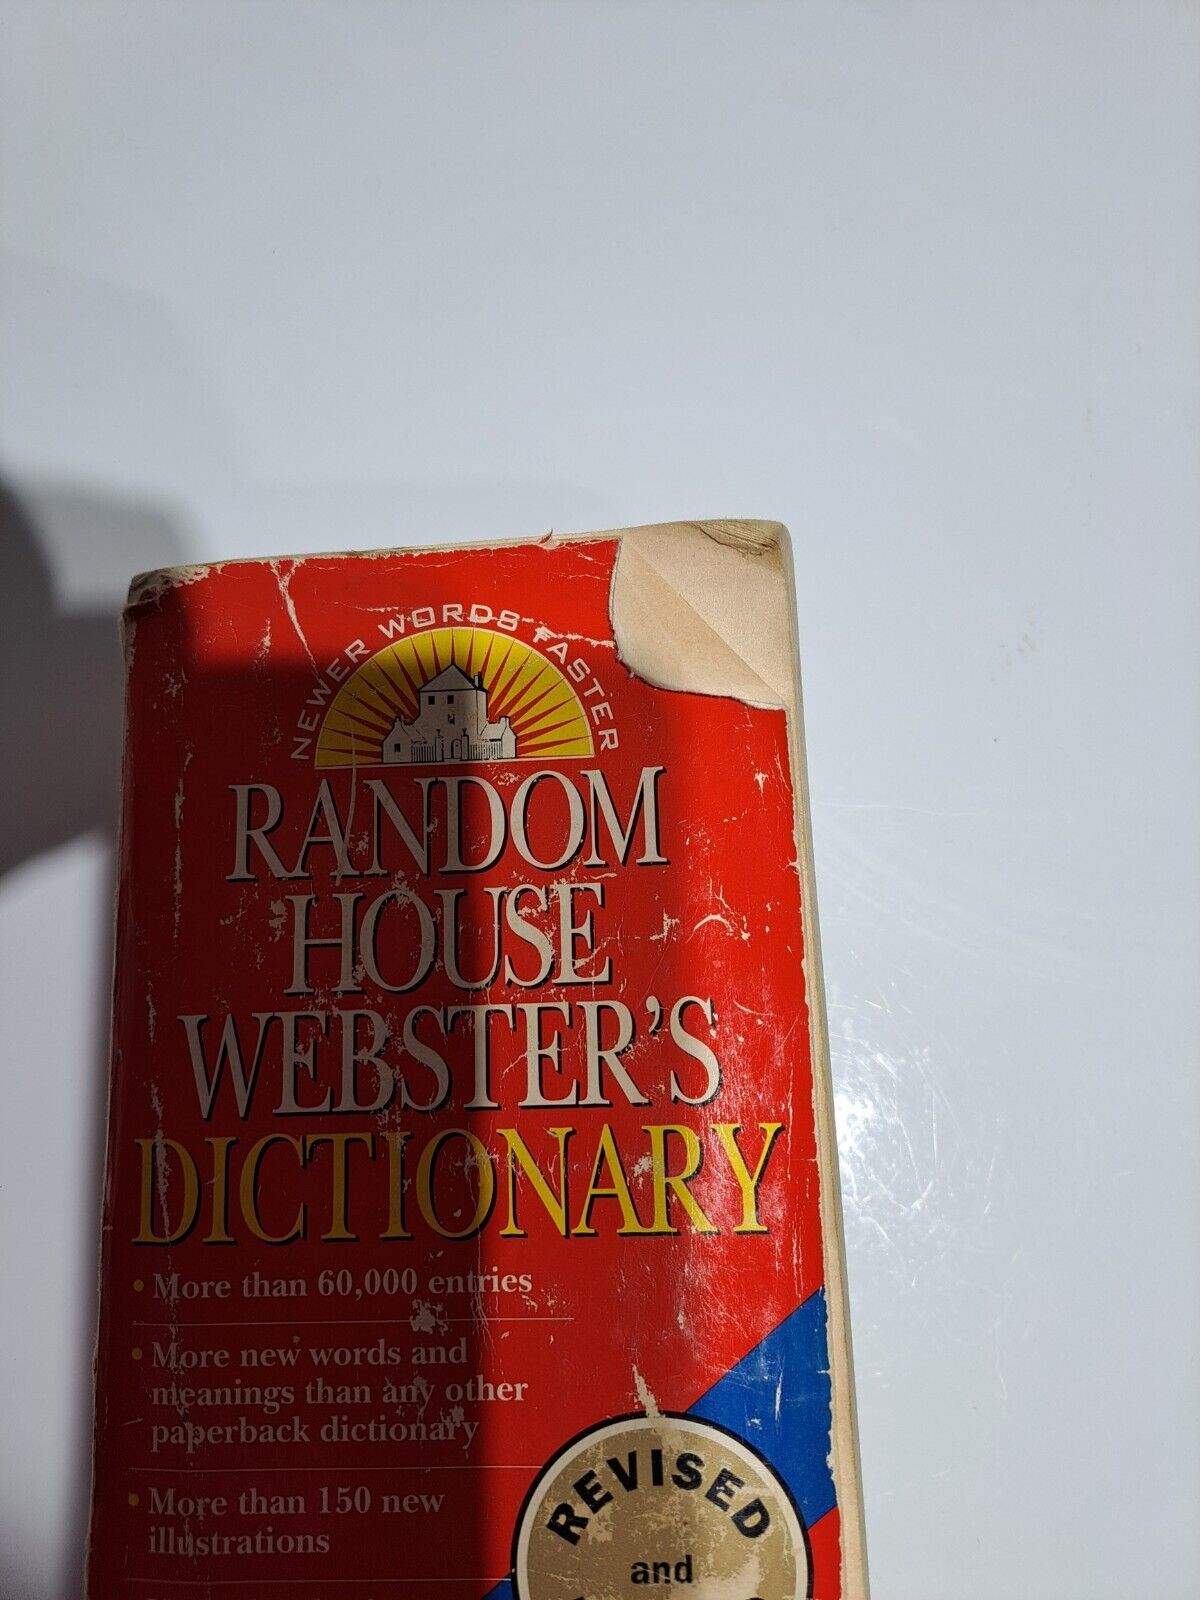 NEWER WORDS FASTER
RANDOM
HOUSE
WEBSTER'S
DICTIONARY
• More than 60,000 entries
• More new words and
meanings than any other
paperback dictionary
• More than 150 new
illustrations
REVISED
and